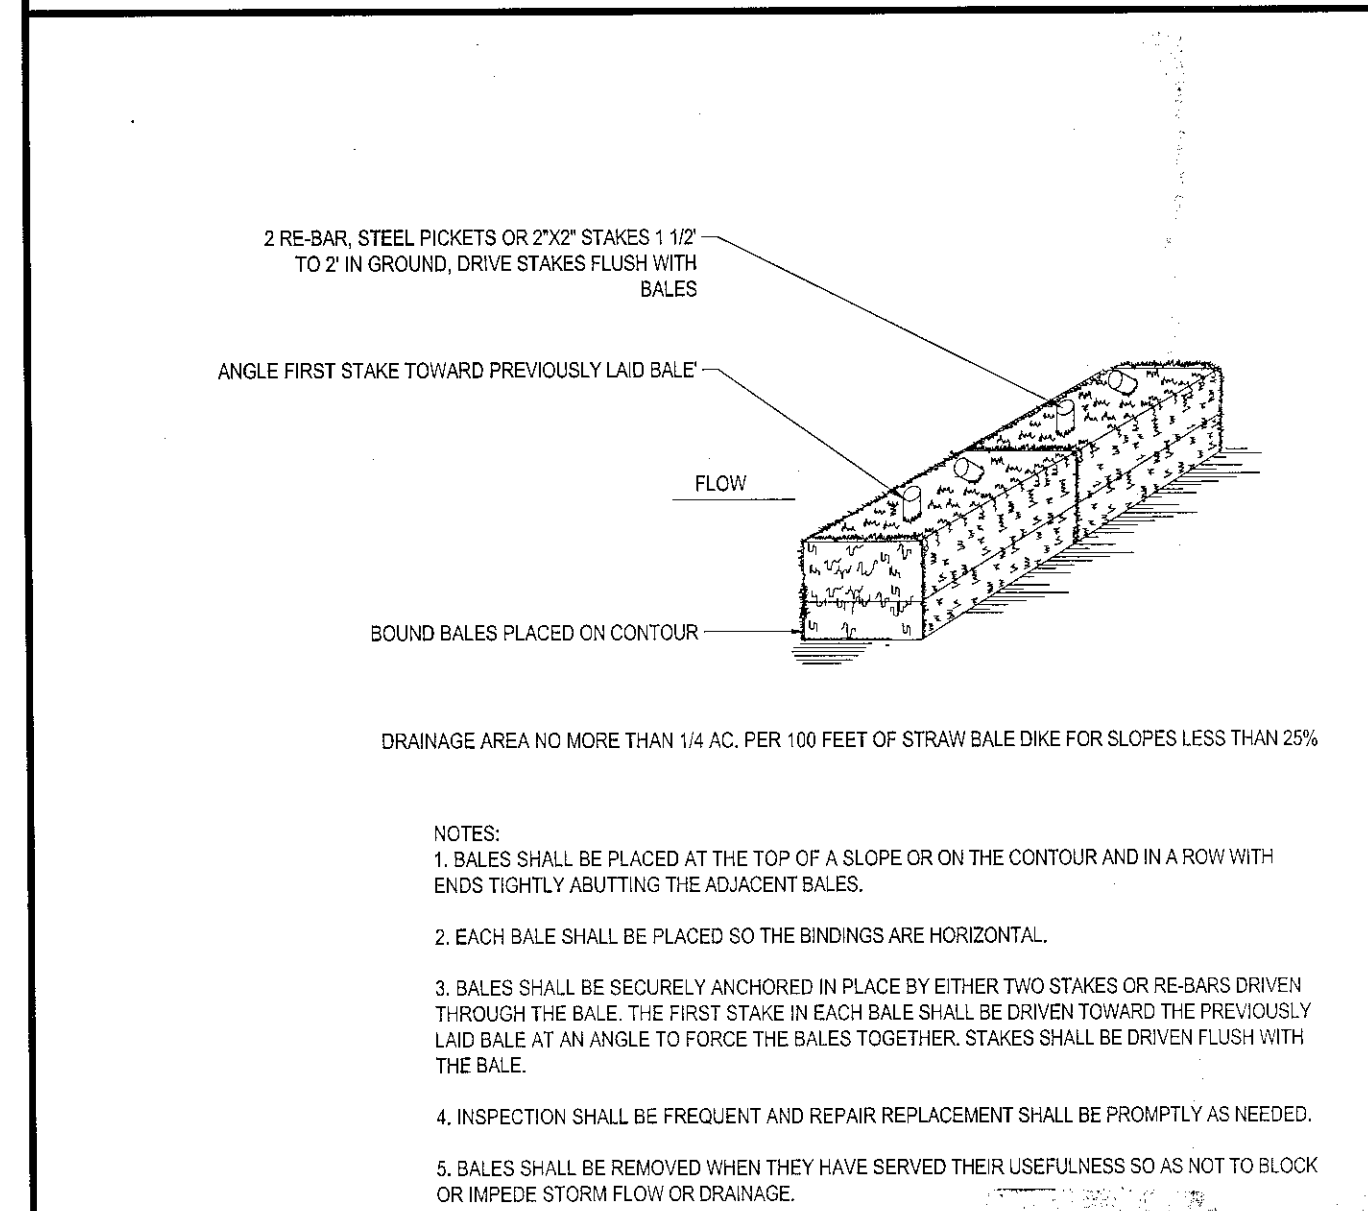 2 RE-BAR, STEEL PICKETS OR 2"X2" STAKES 1 1/2'
TO 2' IN GROUND, DRIVE STAKES FLUSH WITH
BALES
ANGLE FIRST STAKE TOWARD PREVIOUSLY LAID BALE'
FLOW
BOUND BALES PLACED ON CONTOUR
DRAINAGE AREA NO MORE THAN 1/4 AC. PER 100 FEET OF STRAW BALE DIKE FOR SLOPES LESS THAN 25%
NOTES:
1. BALES SHALL BE PLACED AT THE TOP OF A SLOPE OR ON THE CONTOUR AND IN A ROW WITH
ENDS TIGHTLY ABUTTING THE ADJACENT BALES.
2. EACH BALE SHALL BE PLACED SO THE BINDINGS ARE HORIZONTAL.
3. BALES SHALL BE SECURELY ANCHORED IN PLACE BY EITHER TWO STAKES OR RE-BARS DRIVEN
THROUGH THE BALE. THE FIRST STAKE IN EACH BALE SHALL BE DRIVEN TOWARD THE PREVIOUSLY
LAID BALE AT AN ANGLE TO FORCE THE BALES TOGETHER. STAKES SHALL BE DRIVEN FLUSH WITH
THE BALE.
4. INSPECTION SHALL BE FREQUENT AND REPAIR REPLACEMENT SHALL BE PROMPTLY AS NEEDED.
5. BALES SHALL BE REMOVED WHEN THEY HAVE SERVED THEIR USEFULNESS SO AS NOT TO BLOCK
OR IMPEDE STORM FLOW OR DRAINAGE.